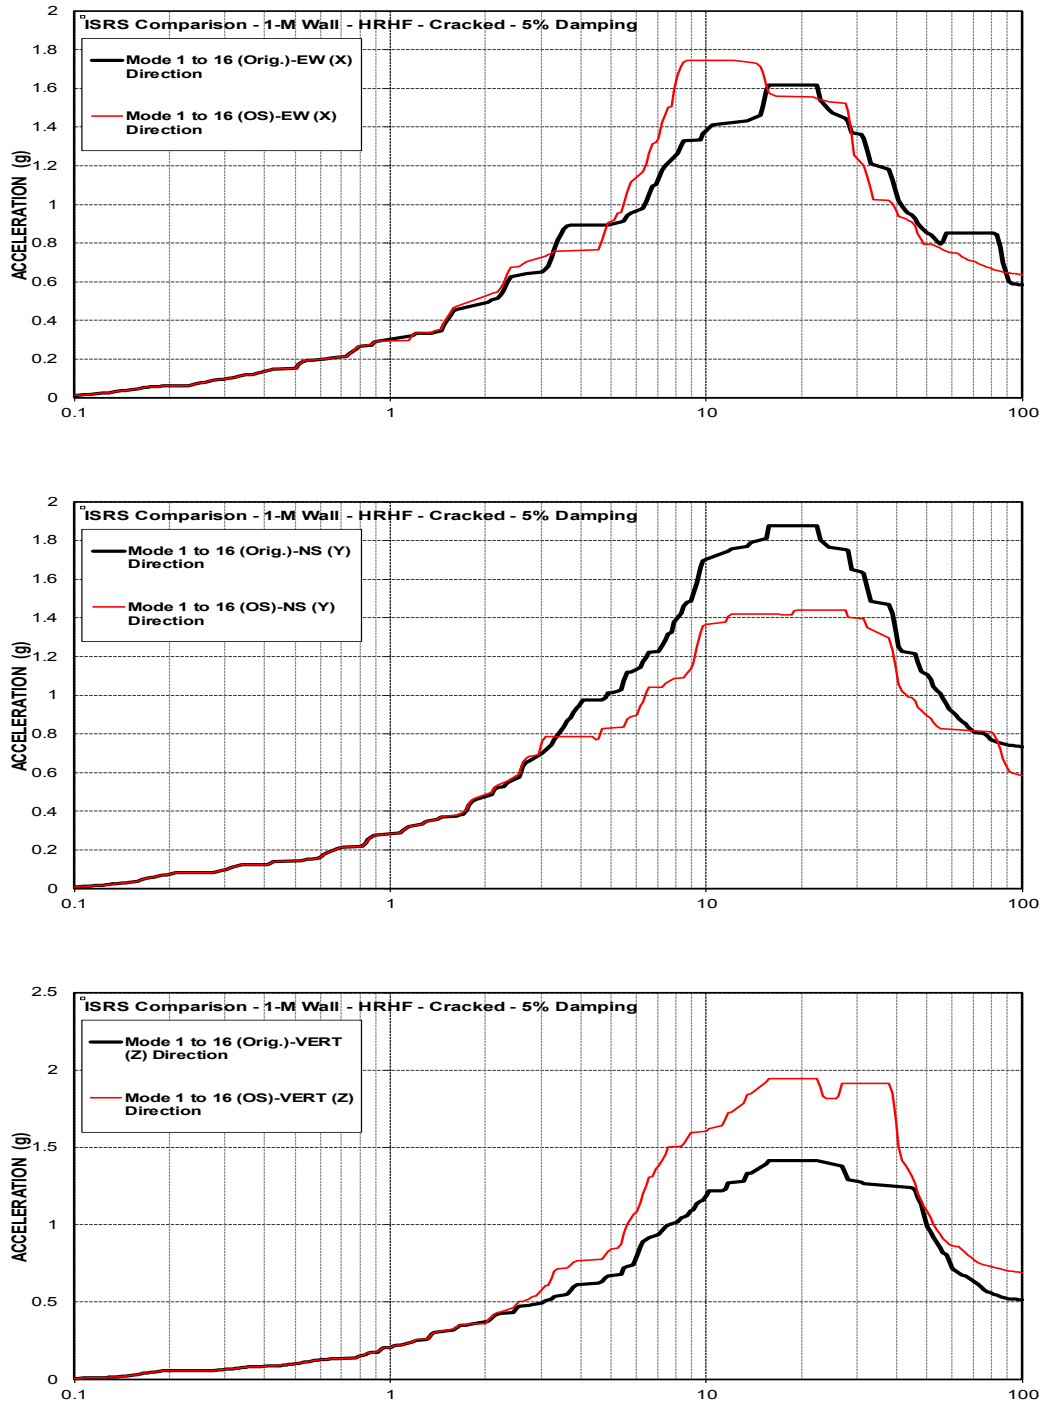 2
ISRS Comparison - 1-M Wall - HRHF - Cracked - 5% Damping
1.8
Mode 1 to 16 (Orig.)-EW (X)
Direction
1.6
Mode 1 to 16 (OS)-EW (X)
Direction
1.4
1.2
1
0.8
0.6
0.4
0.2
0
ACCELERATION (g)
0.1
1
10
100
2
ISRS Comparison - 1-M Wall - HRHF - Cracked - 5% Damping
1.8
Mode 1 to 16 (Orig.)-NS (Y)
Direction
1.6
Mode 1 to 16 (OS)-NS (Y)
Direction
1.4
1.2
1
0.8
0.6
0.4
0.2
0
ACCELERATION (g)
0.1
1
10
100
2.5
ISRS Comparison - 1-M Wall - HRHF - Cracked - 5% Damping
Mode 1 to 16 (Orig.)-VERT
(Z) Direction
2
Mode 1 to 16 (OS)-VERT (Z)
Direction
1.5
1
0.5
0
ACCELERATION (g)
0.1
1
10
100